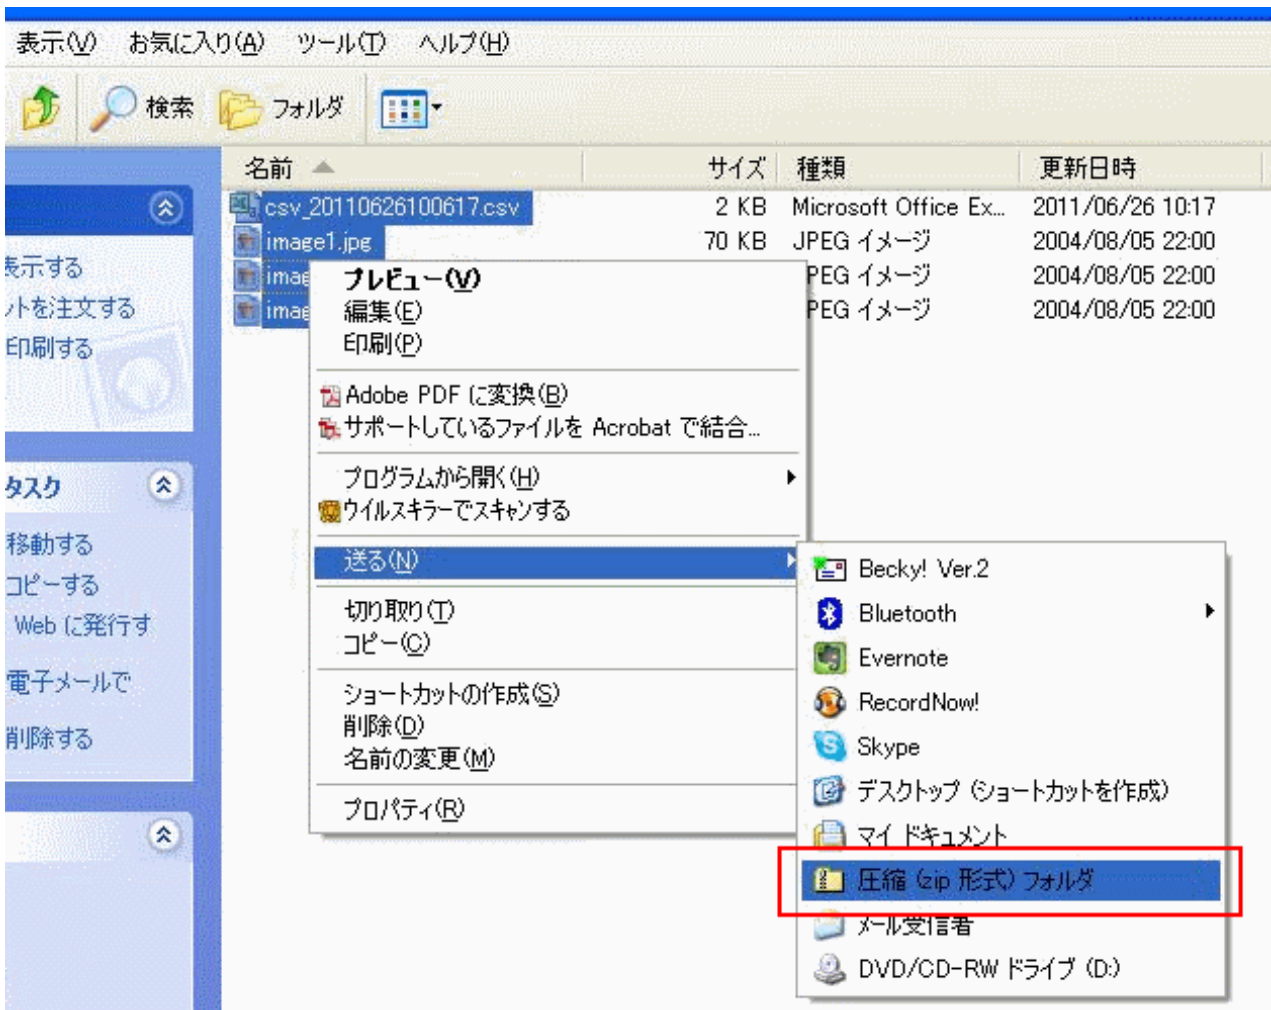 表示(V) お気に入り(A) ツール(T) ヘルプ(H)
検索 フォルダ
名前 サイズ 種類 更新日時
csv_20110626100617.csv 2 KB Microsoft Office Ex... 2011/06/26 10:17
image1.jpg 70 KB JPEG イメージ 2004/08/05 22:00
PEG イメージ 2004/08/05 22:00
PEG イメージ 2004/08/05 22:00
表示する
ントを注文する
印刷する
タスク
移動する
コピーする
Web に発行す
電子メールで
削除する
プレビュー(V)
編集(E)
印刷(P)
Adobe PDF に変換(B)
サポートしているファイルを Acrobat で結合...
プログラムから開く(H)
ウイルスキラーでスキャンする
送る(N)
切り取り(T)
コピー(C)
ショートカットの作成(S)
削除(D)
名前の変更(M)
プロパティ(R)
Becky! Ver.2
Bluetooth
Evernote
RecordNow!
Skype
デスクトップ (ショートカットを作成)
マイ ドキュメント
圧縮 (zip 形式) フォルダ
メール受信者
DVD/CD-RW ドライブ (D:)